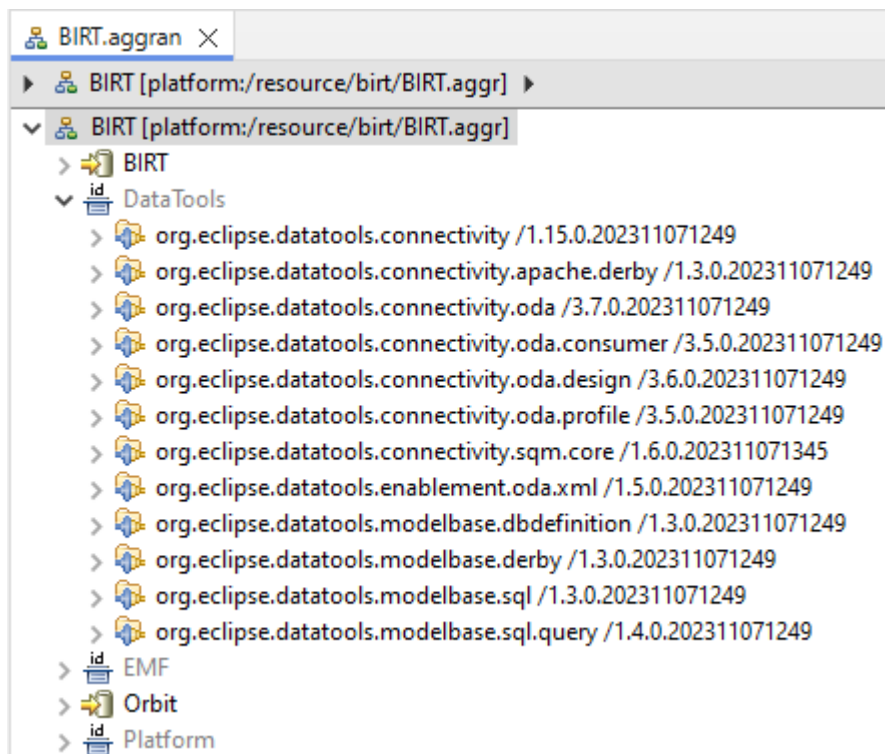 BIRT.aggran
BIRT [platform:/resource/birt/BIRT.aggr]
BIRT [platform:/resource/birt/BIRT.aggr]
BIRT
id DataTools
org.eclipse.datatools.connectivity /1.15.0.202311071249
org.eclipse.datatools.connectivity.apache.derby /1.3.0.202311071249
org.eclipse.datatools.connectivity.oda /3.7.0.202311071249
org.eclipse.datatools.connectivity.oda.consumer /3.5.0.202311071249
org.eclipse.datatools.connectivity.oda.design /3.6.0.202311071249
org.eclipse.datatools.connectivity.oda.profile /3.5.0.202311071249
org.eclipse.datatools.connectivity.sqm.core /1.6.0.202311071345
org.eclipse.datatools.enablement.oda.xml /1.5.0.202311071249
org.eclipse.datatools.modelbase.dbdefinition /1.3.0.202311071249
org.eclipse.datatools.modelbase.derby /1.3.0.202311071249
org.eclipse.datatools.modelbase.sql /1.3.0.202311071249
org.eclipse.datatools.modelbase.sql.query /1.4.0.202311071249
id EMF
Orbit
id Platform